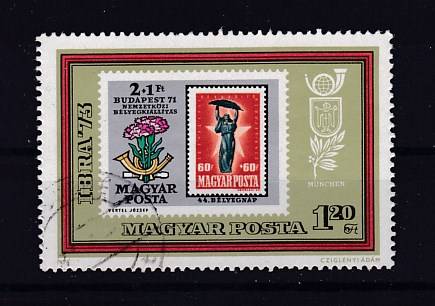 2+1 Ft
BUDAPEST 71
NEMZETKÖZI
BÉLYEGKIÁLLÍTÁS
MAGYAR
POSTA
VERTEL JÓZSEF
60f +60f
MAGYAR POSTA
44. BÉLYEGNAP
IBRA '73
MÜNCHEN
MAGYAR POSTA
1.20 Ft
CZIGLÉNYI ÁDÁM